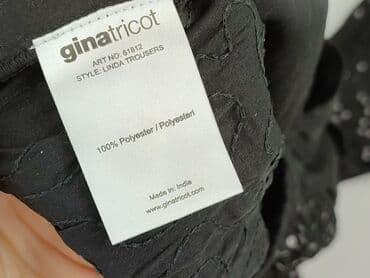 ginatricot
ART NO: 61812
STYLE: LINDA TROUSERS
100% Polyester / Polyesteri
Made In: India
www.ginatricot.com